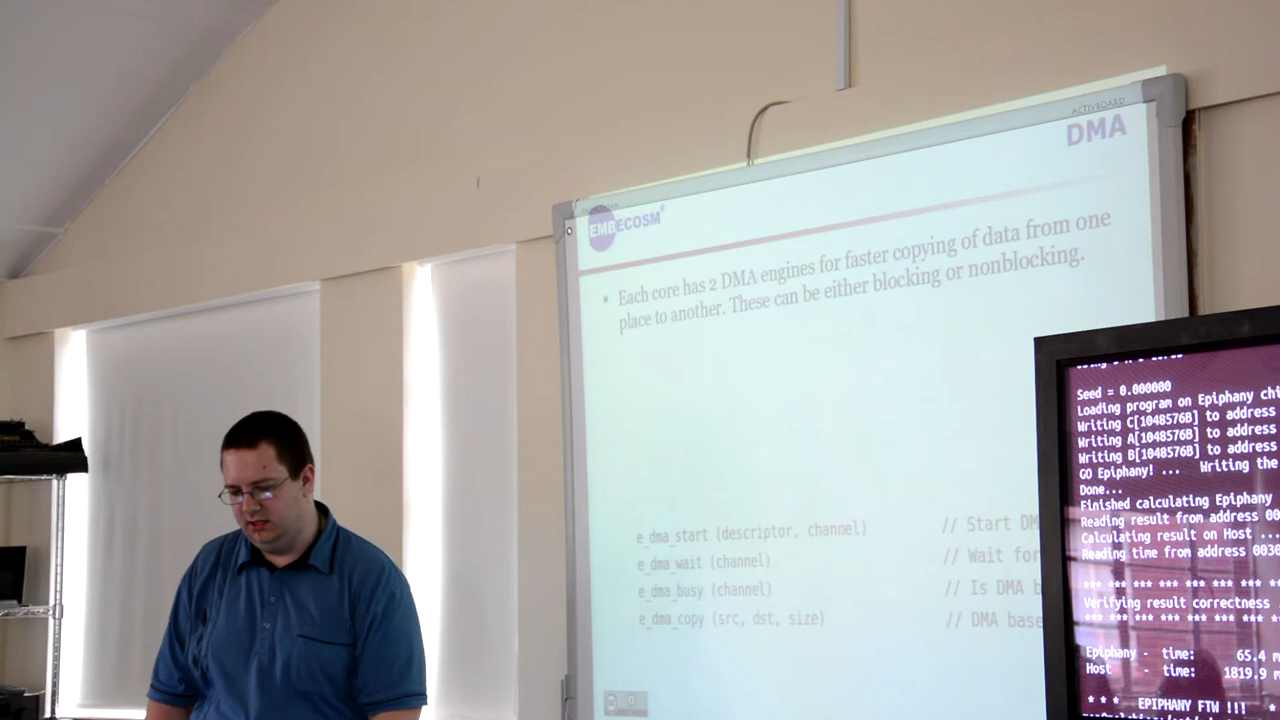 ACTIVBOARD
DMA
EMBECOSM®
Each core has 2 DMA engines for faster copying of data from one
place to another. These can be either blocking or nonblocking.
e_dma_start (descriptor, channel) // Start DM
e_dma_wait (channel) // Wait for
e_dma_busy (channel) // Is DMA b
e_dma_copy (src, dst, size) // DMA base
Seed = 0.000000
Loading program on Epiphany chi
Writing C[1048576B] to address
Writing A[1048576B] to address
Writing B[1048576B] to address
GO Epiphany! ... Writing the
Done...
Finished calculating Epiphany
Reading result from address 00
Calculating result on Host ...
Reading time from address 0030
*** *** *** *** *** *** *
Verifying result correctness
*** *** *** *** *** *** *
Epiphany - time: 65.4 m
Host - time: 1819.9 m
* * * EPIPHANY FTW !!! *